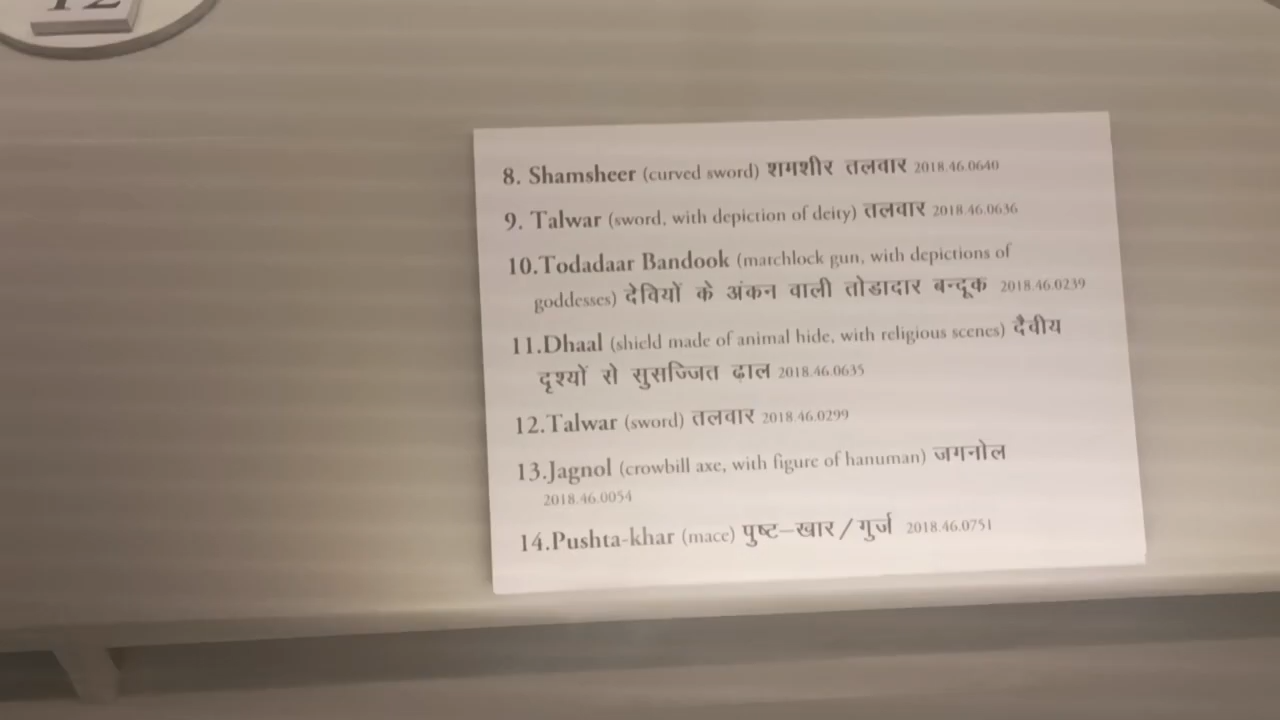 12
8. Shamsheer (curved sword) शमशीर तलवार 2018.46.0640
9. Talwar (sword, with depiction of deity) तलवार 2018.46.0636
10.Todadaar Bandook (matchlock gun, with depictions of
goddesses) देवियों के अंकन वाली तोडादार बन्दूक 2018.46.0239
11.Dhaal (shield made of animal hide, with religious scenes) दैवीय
दृश्यों से सुसज्जित ढ़ाल 2018.46.0635
12.Talwar (sword) तलवार 2018.46.0299
13.Jagnol (crowbill axe, with figure of hanuman) जगनोल
2018.46.0054
14.Pushta-khar (mace) पुष्ट–खार / गुर्ज 2018.46.0751